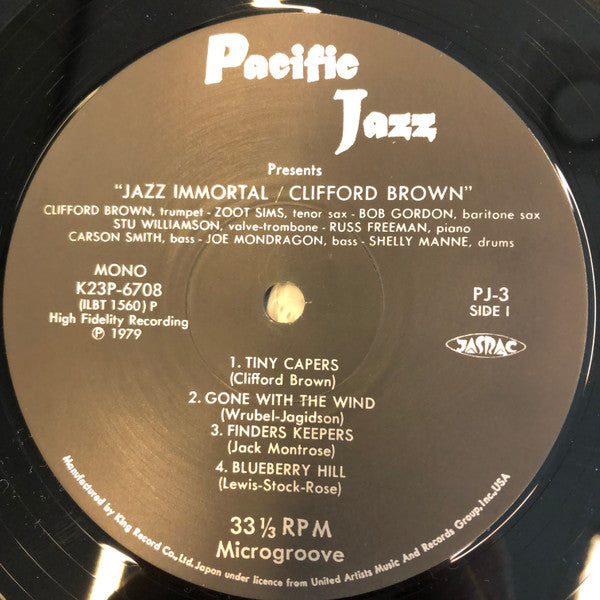 Pacific
Jazz
Presents
"JAZZ IMMORTAL / CLIFFORD BROWN"
CLIFFORD BROWN, trumpet - ZOOT SIMS, tenor sax - BOB GORDON, baritone sax
STU WILLIAMSON, valve-trombone - RUSS FREEMAN, piano
CARSON SMITH, bass - JOE MONDRAGON, bass - SHELLY MANNE, drums
MONO
K23P-6708
(ILBT 1560) P
High Fidelity Recording
Ⓟ 1979
PJ-3
SIDE I
JASRAC
1. TINY CAPERS
(Clifford Brown)
2. GONE WITH THE WIND
(Wrubel-Jagidson)
3. FINDERS KEEPERS
(Jack Montrose)
4. BLUEBERRY HILL
(Lewis-Stock-Rose)
33 1/3 RPM
Microgroove
Manufactured by King Record Co., Ltd. Japan under licence from United Artists Music And Records Group, Inc. USA